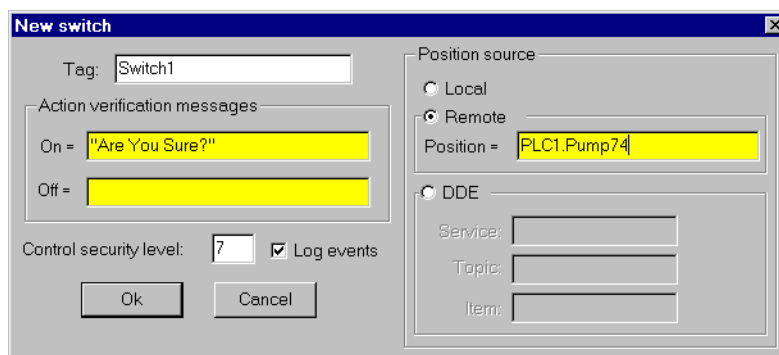 New switch
Tag: Switch1
Action verification messages
On = "Are You Sure?"
Off =
Control security level: 7 Log events
Ok Cancel
Position source
Local
Remote
Position = PLC1.Pump74
DDE
Service:
Topic:
Item: